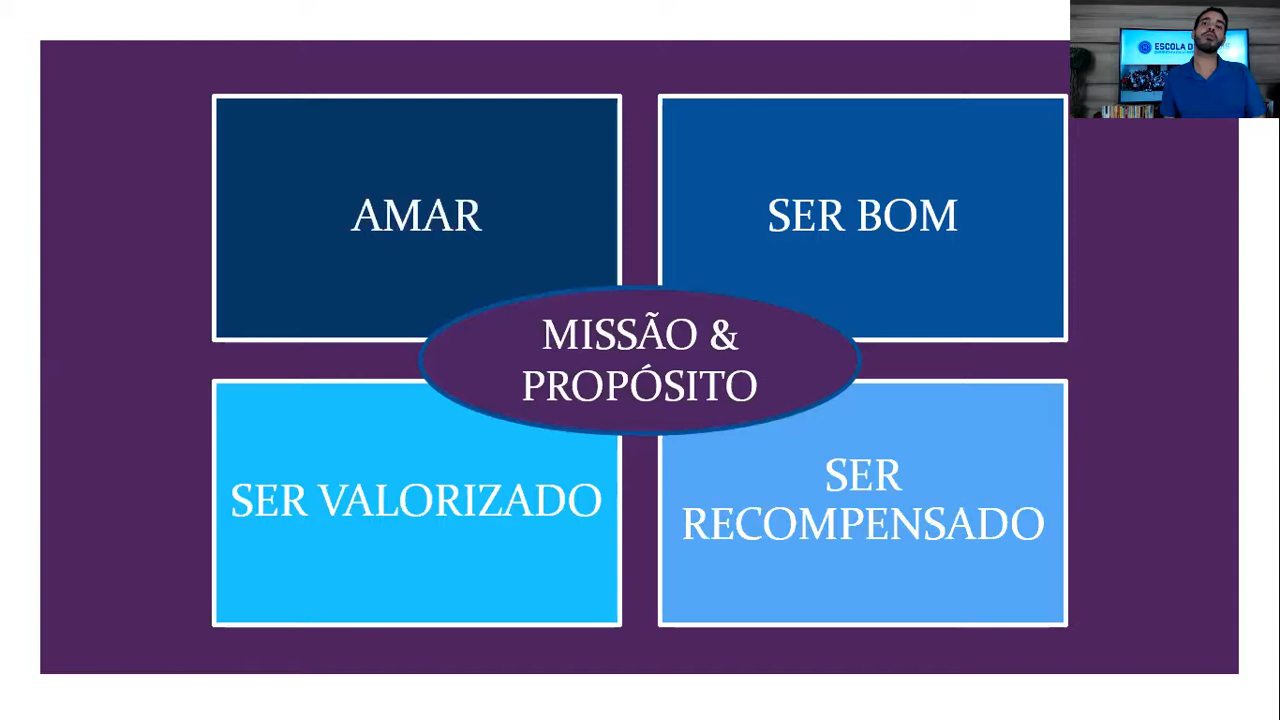 AMAR
SER BOM
MISSÃO &
PROPÓSITO
SER VALORIZADO
SER
RECOMPENSADO
ESCOLA D